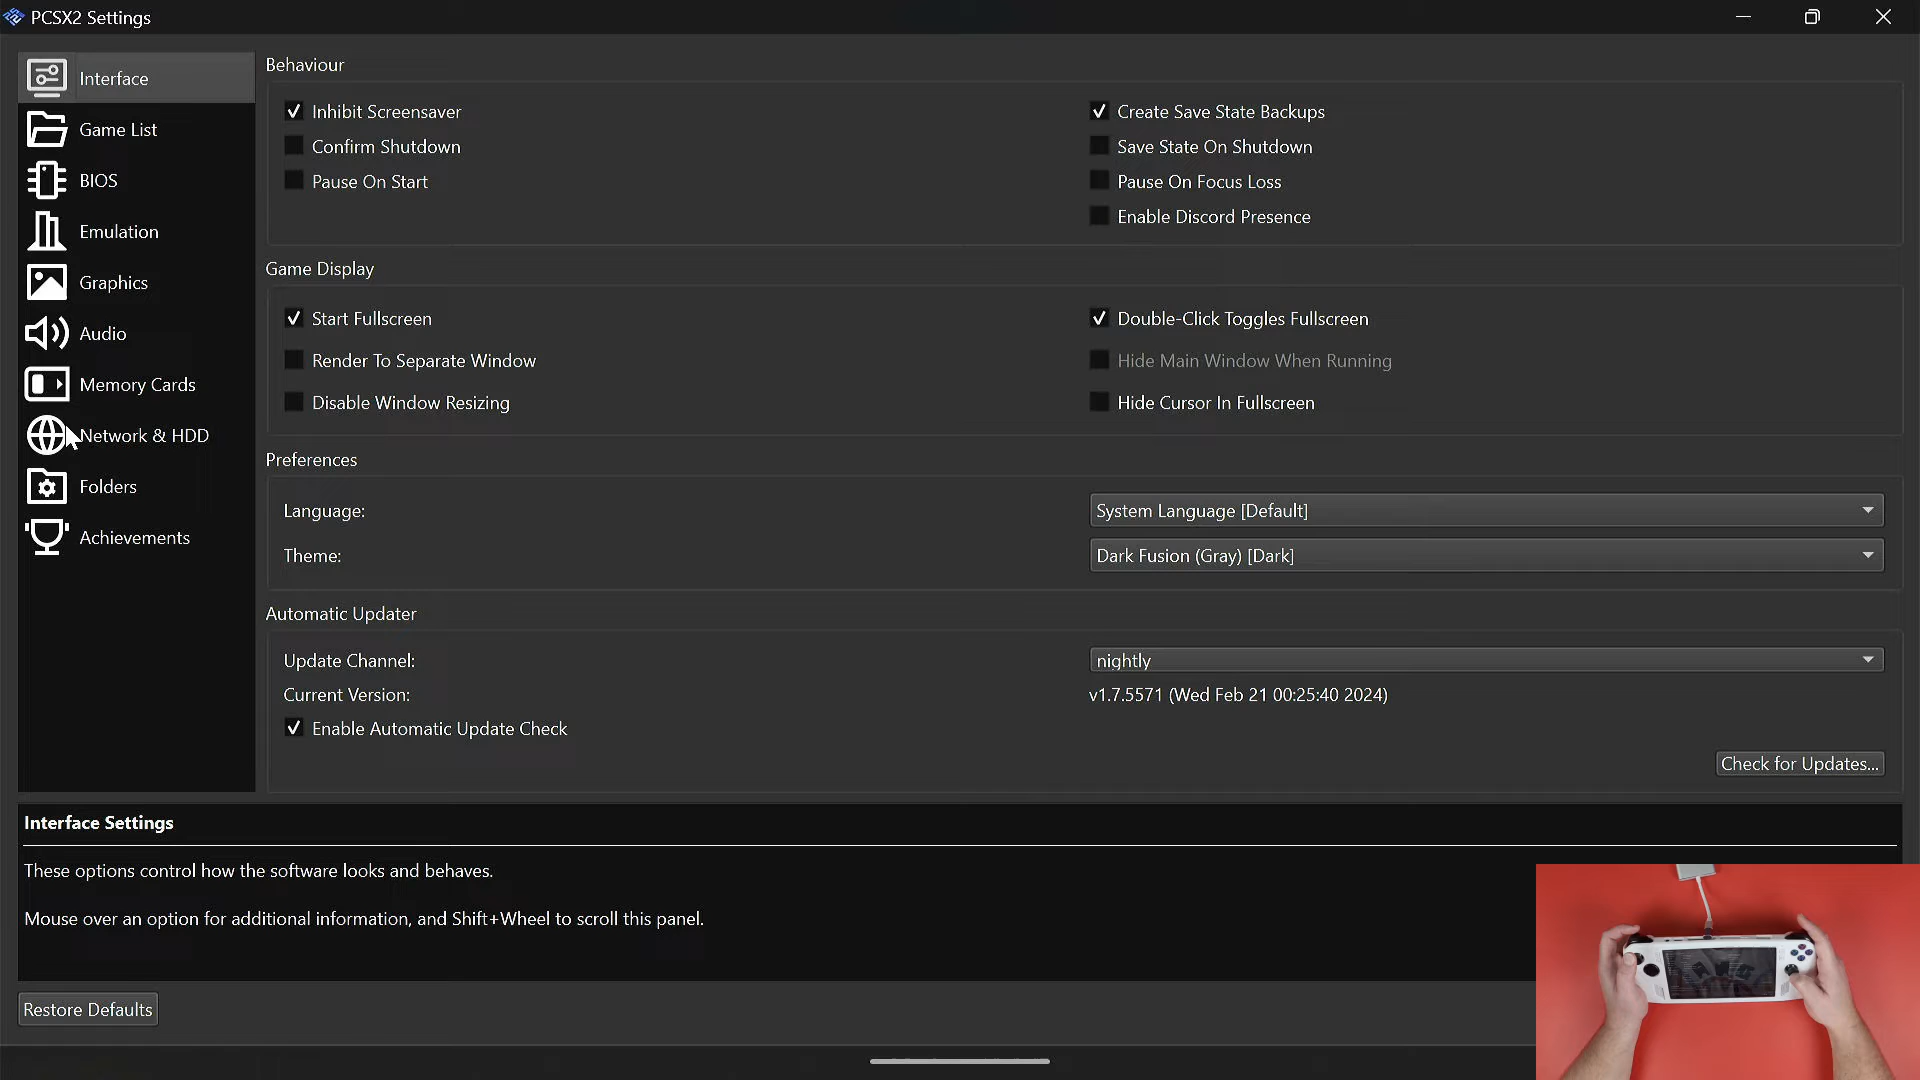 PCSX2 Settings
Interface
Game List
BIOS
Emulation
Graphics
Audio
Memory Cards
Network & HDD
Folders
Achievements
Behaviour
Inhibit Screensaver
Create Save State Backups
Confirm Shutdown
Save State On Shutdown
Pause On Start
Pause On Focus Loss
Enable Discord Presence
Game Display
Start Fullscreen
Double-Click Toggles Fullscreen
Render To Separate Window
Hide Main Window When Running
Disable Window Resizing
Hide Cursor In Fullscreen
Preferences
Language:
System Language [Default]
Theme:
Dark Fusion (Gray) [Dark]
Automatic Updater
Update Channel:
nightly
Current Version:
v1.7.5571 (Wed Feb 21 00:25:40 2024)
Enable Automatic Update Check
Check for Updates...
Interface Settings
These options control how the software looks and behaves.
Mouse over an option for additional information, and Shift+Wheel to scroll this panel.
Restore Defaults